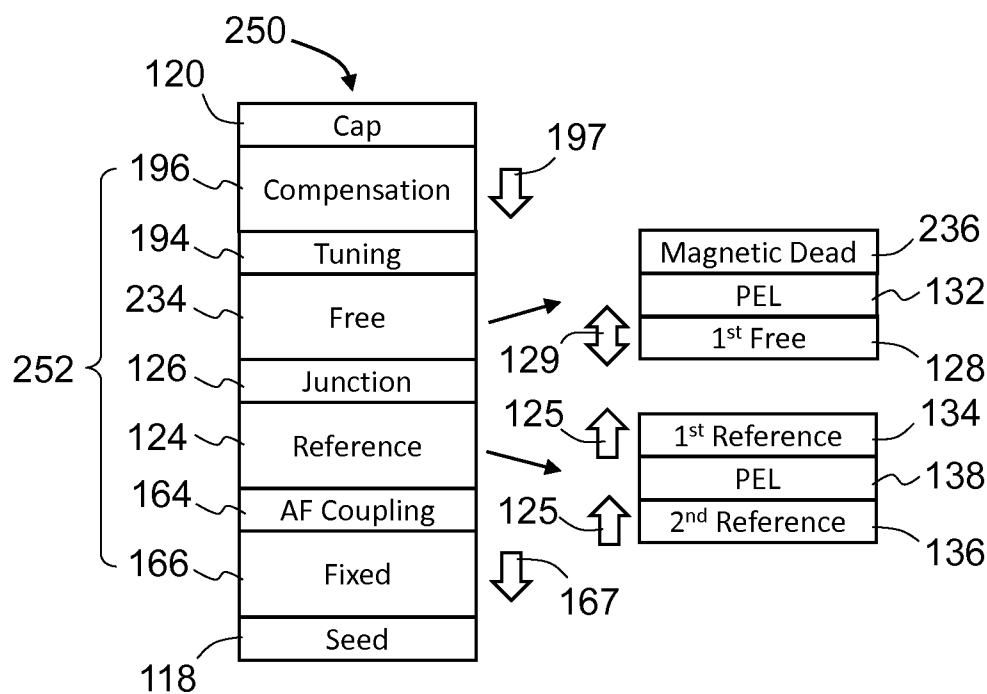 250
120
Cap
196
Compensation
197
194
Tuning
Magnetic Dead
236
234
Free
PEL
132
129
1st Free
128
252
126
Junction
124
Reference
125
1st Reference
134
PEL
138
164
AF Coupling
125
2nd Reference
136
166
Fixed
167
Seed
118